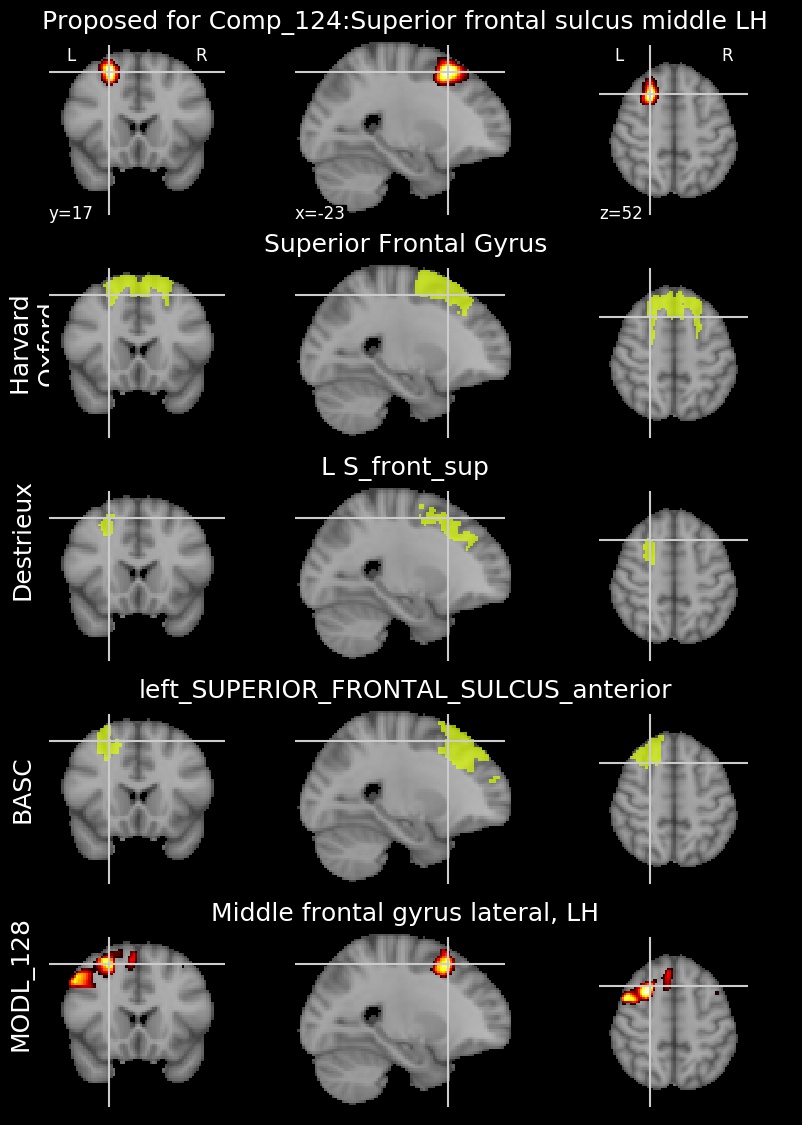 Proposed for Comp_124:Superior frontal sulcus middle LH
L R L R
y=17 x=-23 z=52
Superior Frontal Gyrus
Harvard
Oxford
L S_front_sup
Destrieux
left_SUPERIOR_FRONTAL_SULCUS_anterior
BASC
Middle frontal gyrus lateral, LH
MODL_128